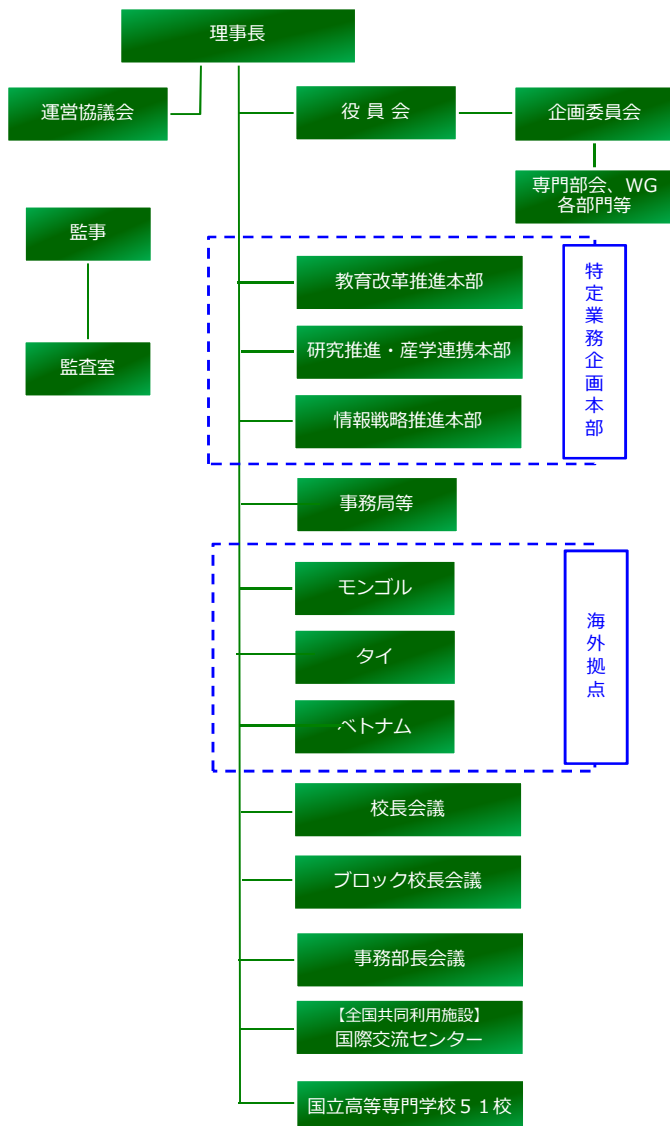 理事長
運営協議会
役 員 会
企画委員会
専門部会、WG
各部門等
監事
監査室
特定業務企画本部
教育改革推進本部
研究推進・産学連携本部
情報戦略推進本部
事務局等
海外拠点
モンゴル
タイ
ベトナム
校長会議
ブロック校長会議
事務部長会議
【全国共同利用施設】
国際交流センター
国立高等専門学校５１校